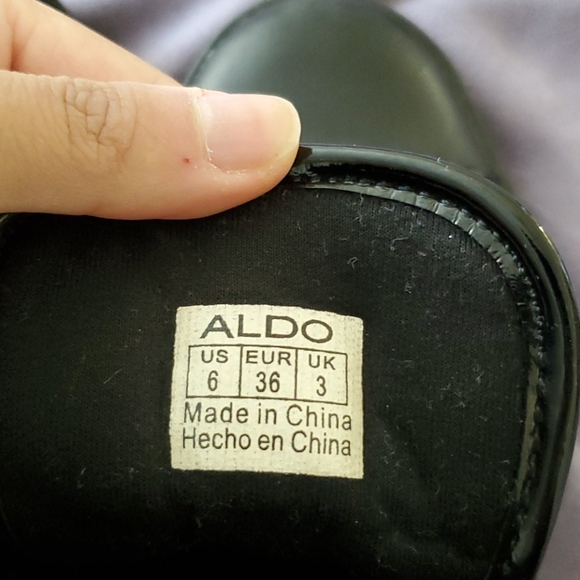 ALDO
US EUR UK
6 36 3
Made in China
Hecho en China